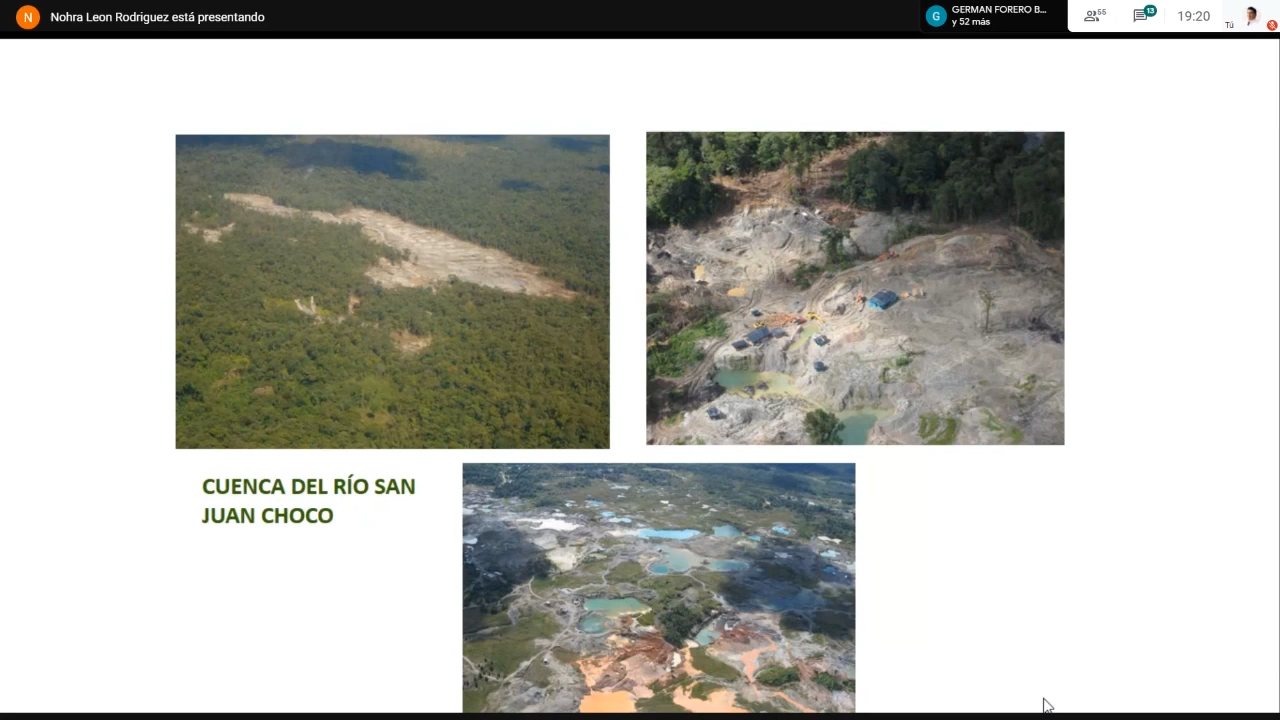 N
Nohra Leon Rodriguez está presentando
G
GERMAN FORERO B...
y 52 más
55
13
19:20
Tú
CUENCA DEL RÍO SAN
JUAN CHOCO